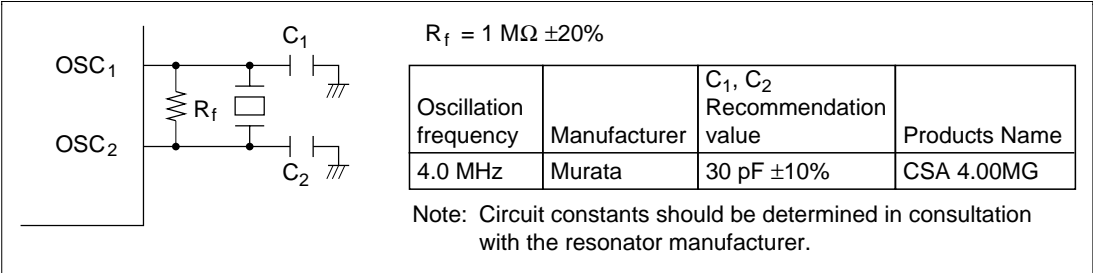 OSC1
OSC2
C1
Rf
C2
Rf = 1 MΩ ±20%
Oscillation frequency
Manufacturer
C1, C2 Recommendation value
Products Name
4.0 MHz
Murata
30 pF ±10%
CSA 4.00MG
Note: Circuit constants should be determined in consultation
with the resonator manufacturer.